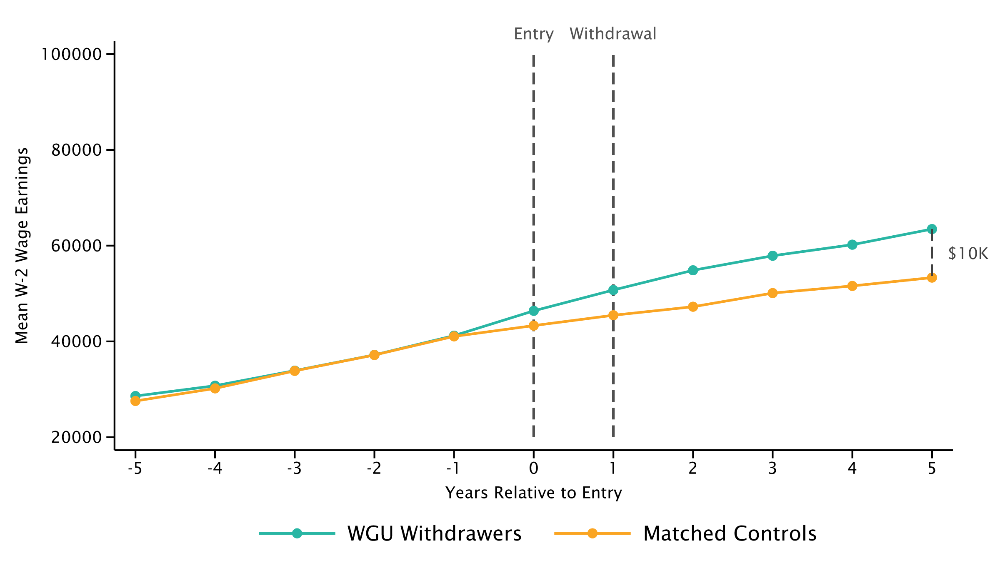 Entry Withdrawal
100000
80000
60000
40000
20000
Mean W-2 Wage Earnings
$10K
-5 -4 -3 -2 -1 0 1 2 3 4 5
Years Relative to Entry
WGU Withdrawers Matched Controls